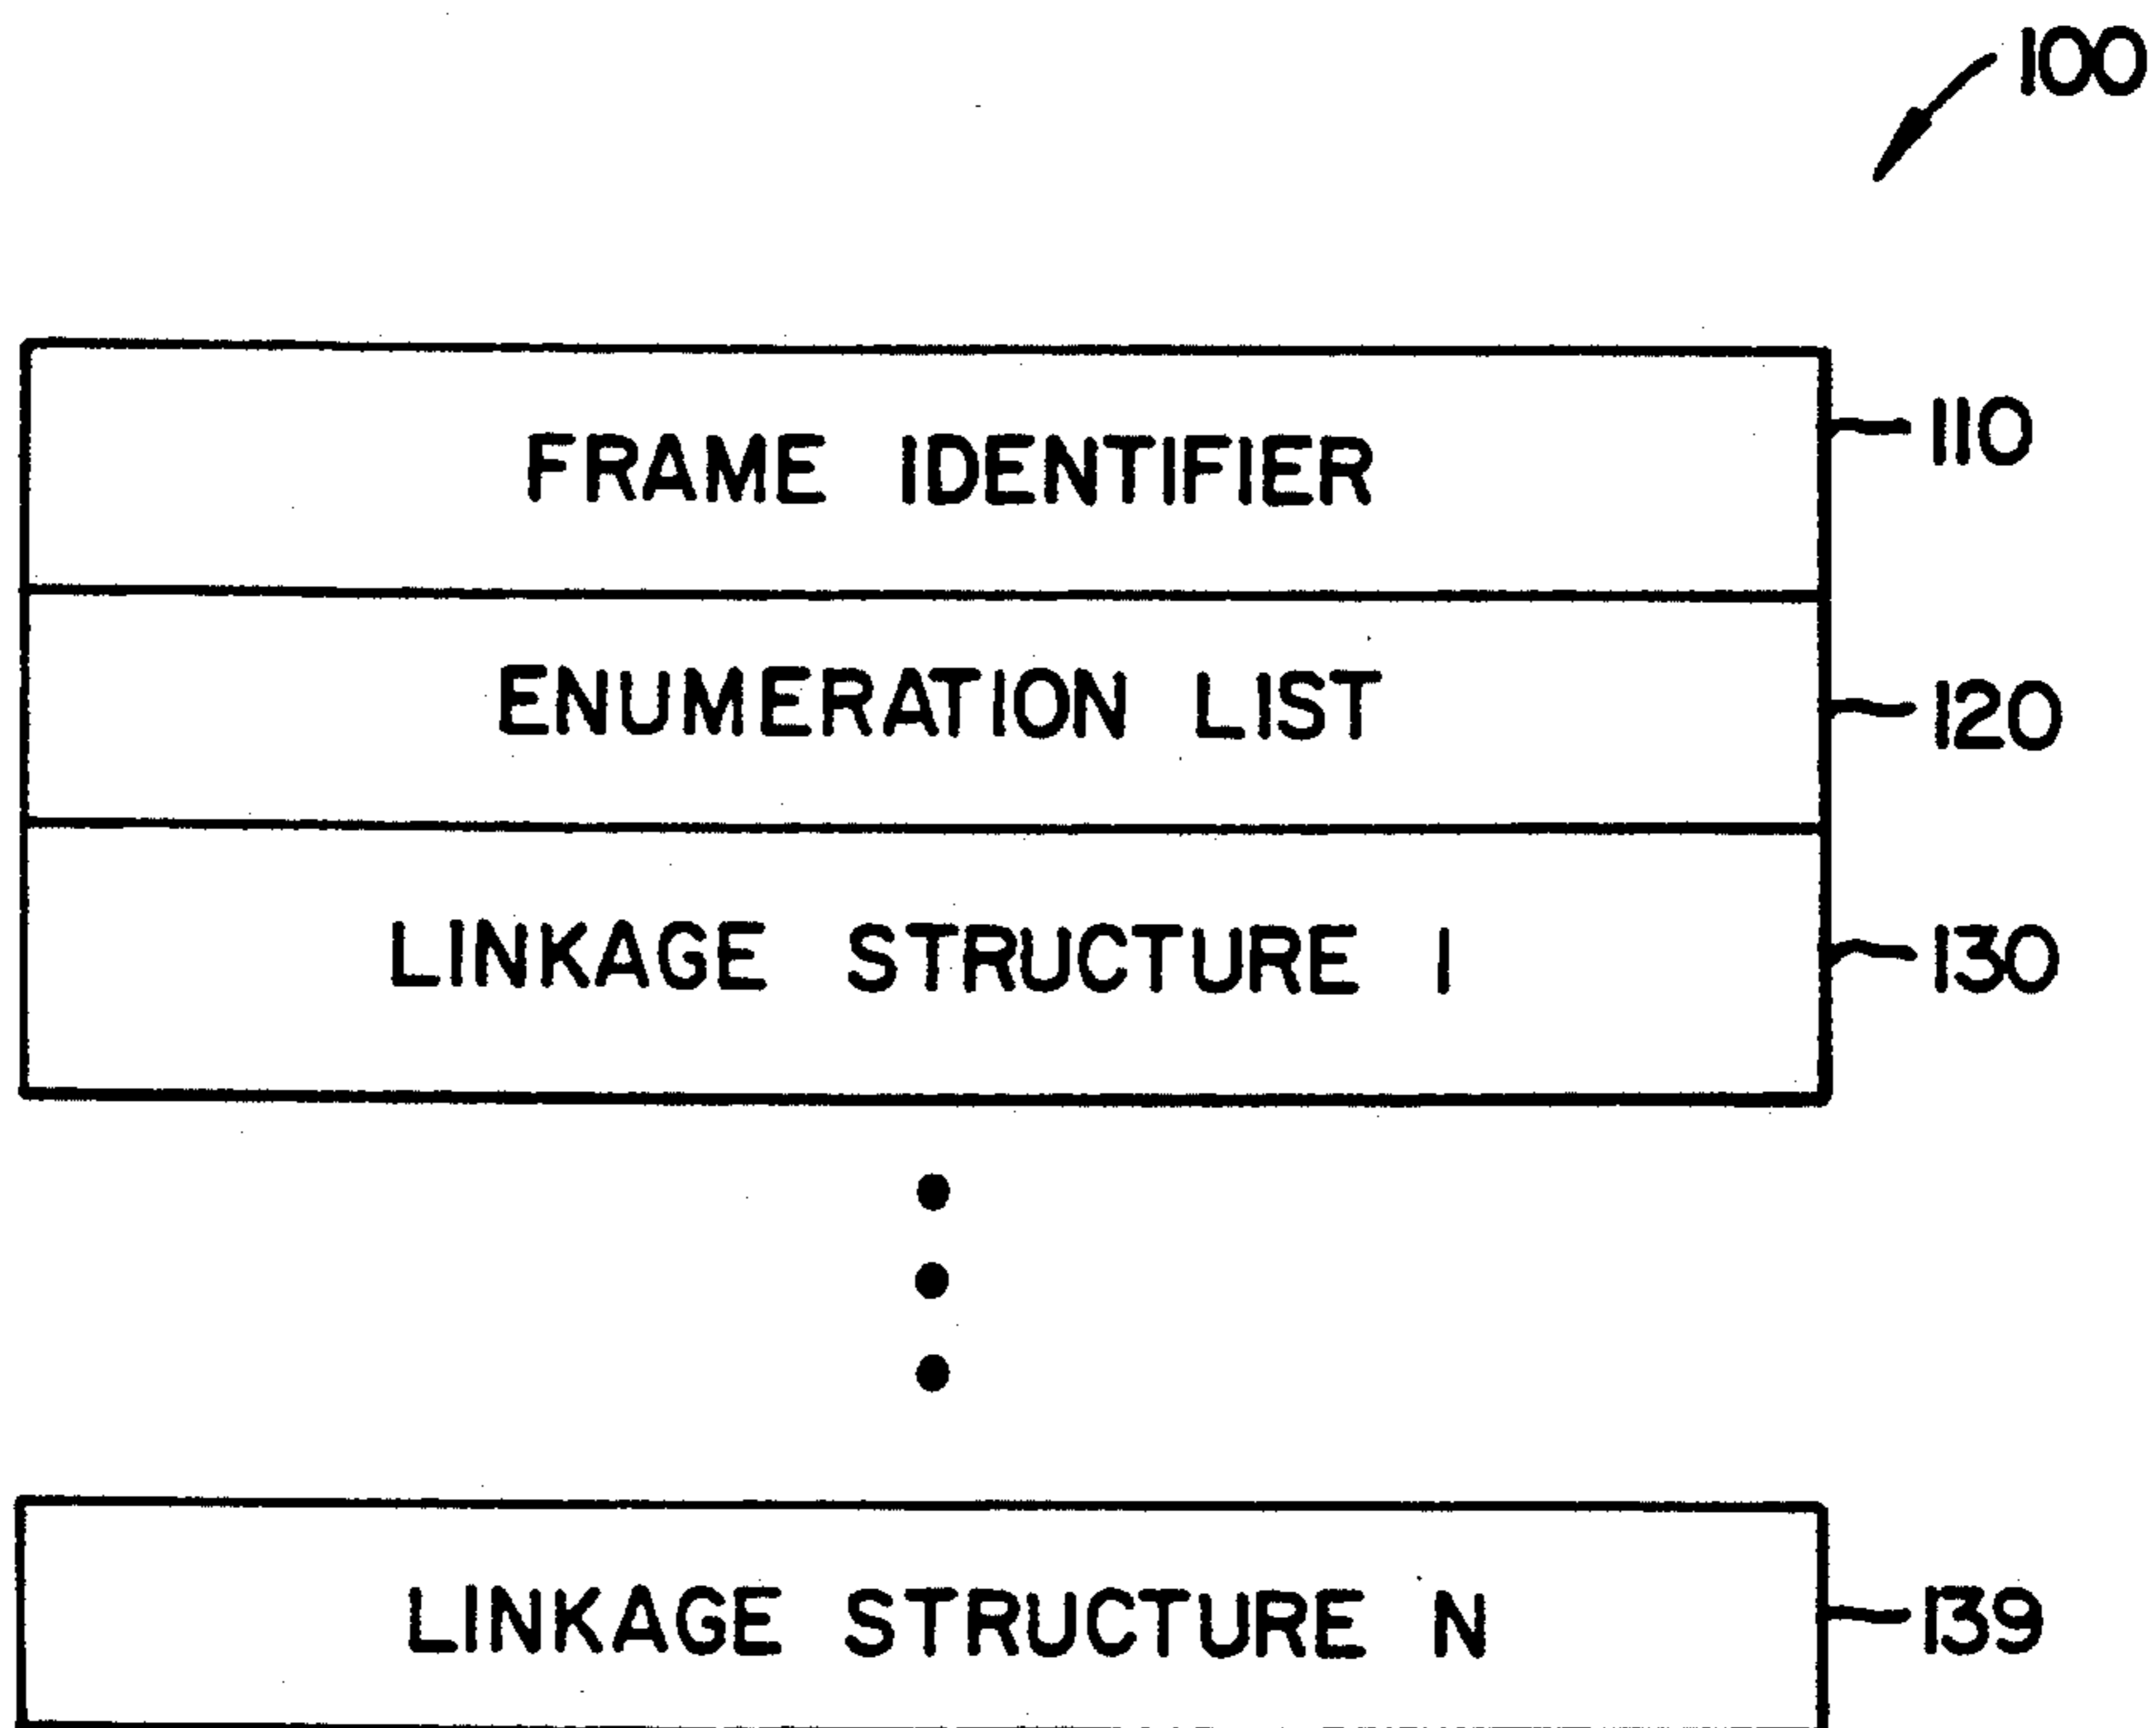 100
FRAME IDENTIFIER 110
ENUMERATION LIST 120
LINKAGE STRUCTURE 1 130
LINKAGE STRUCTURE N 139